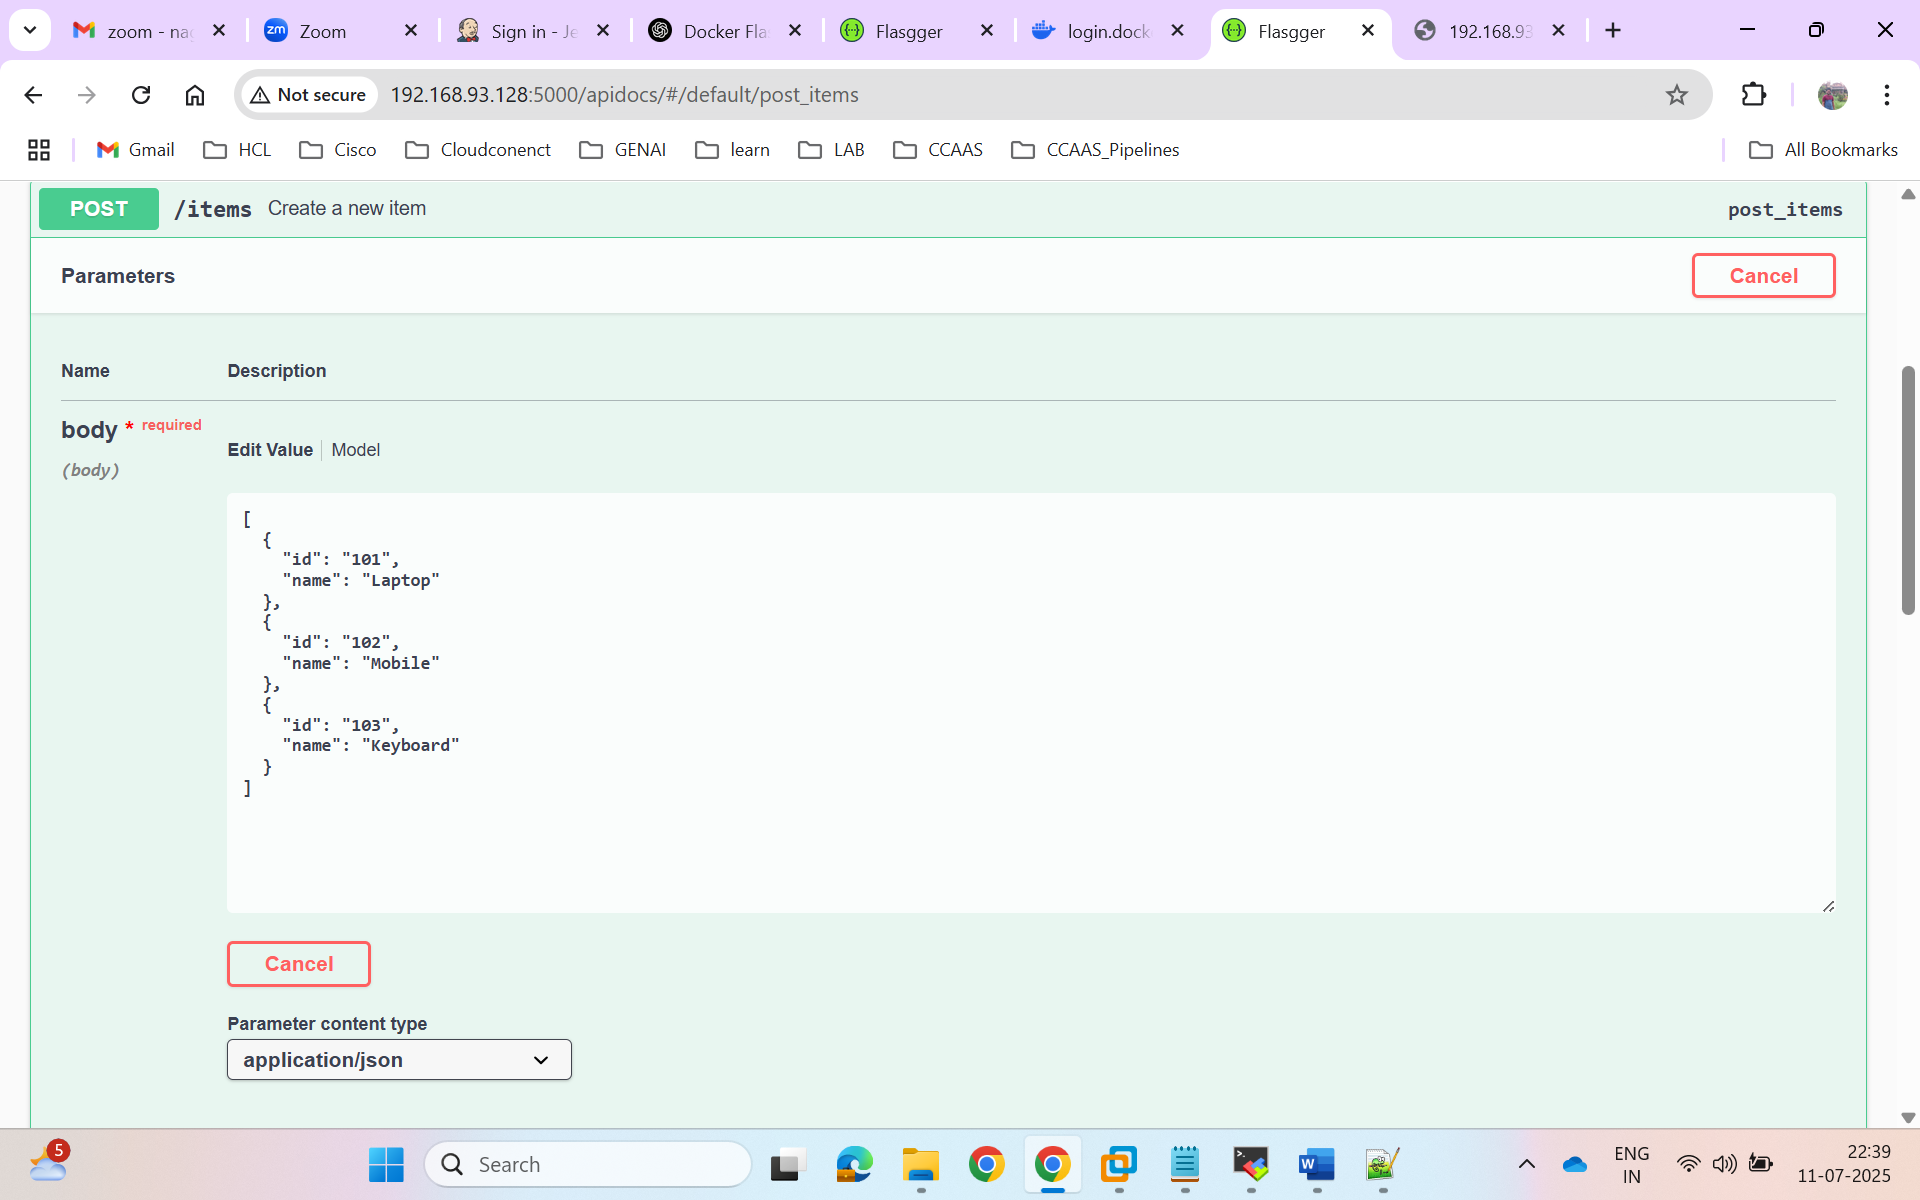 zoom - nag
Zoom
Sign in - Je
Docker Fla
Flasgger
login.dock
Flasgger
192.168.93
Not secure
192.168.93.128:5000/apidocs/#/default/post_items
Gmail
HCL
Cisco
Cloudconenct
GENAI
learn
LAB
CCAAS
CCAAS_Pipelines
All Bookmarks
POST /items Create a new item post_items
Parameters
Cancel
Name Description
body * required
(body)
Edit Value Model
[
{
"id": "101",
"name": "Laptop"
},
{
"id": "102",
"name": "Mobile"
},
{
"id": "103",
"name": "Keyboard"
}
]
Cancel
Parameter content type
application/json
5
Search
ENG
IN
22:39
11-07-2025